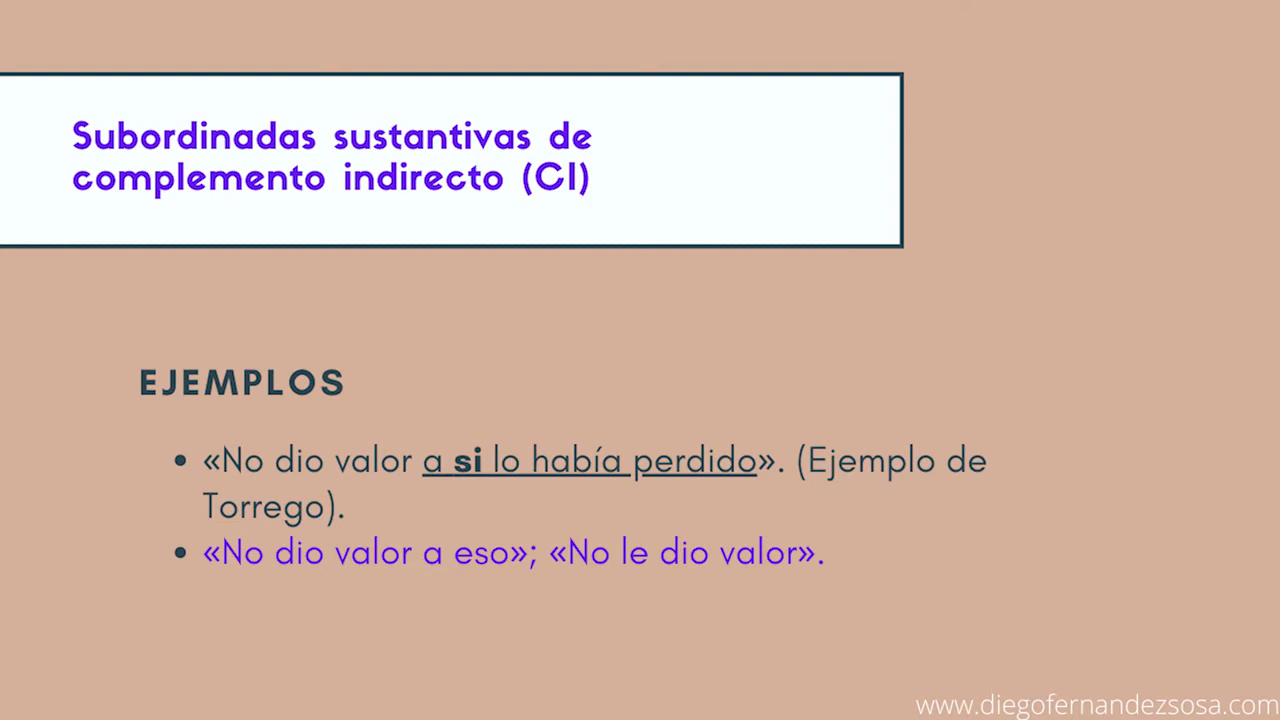 Subordinadas sustantivas de
complemento indirecto (CI)
EJEMPLOS
• «No dio valor a si lo había perdido». (Ejemplo de
Torrego).
• «No dio valor a eso»; «No le dio valor».
www.diegofernandezsosa.com